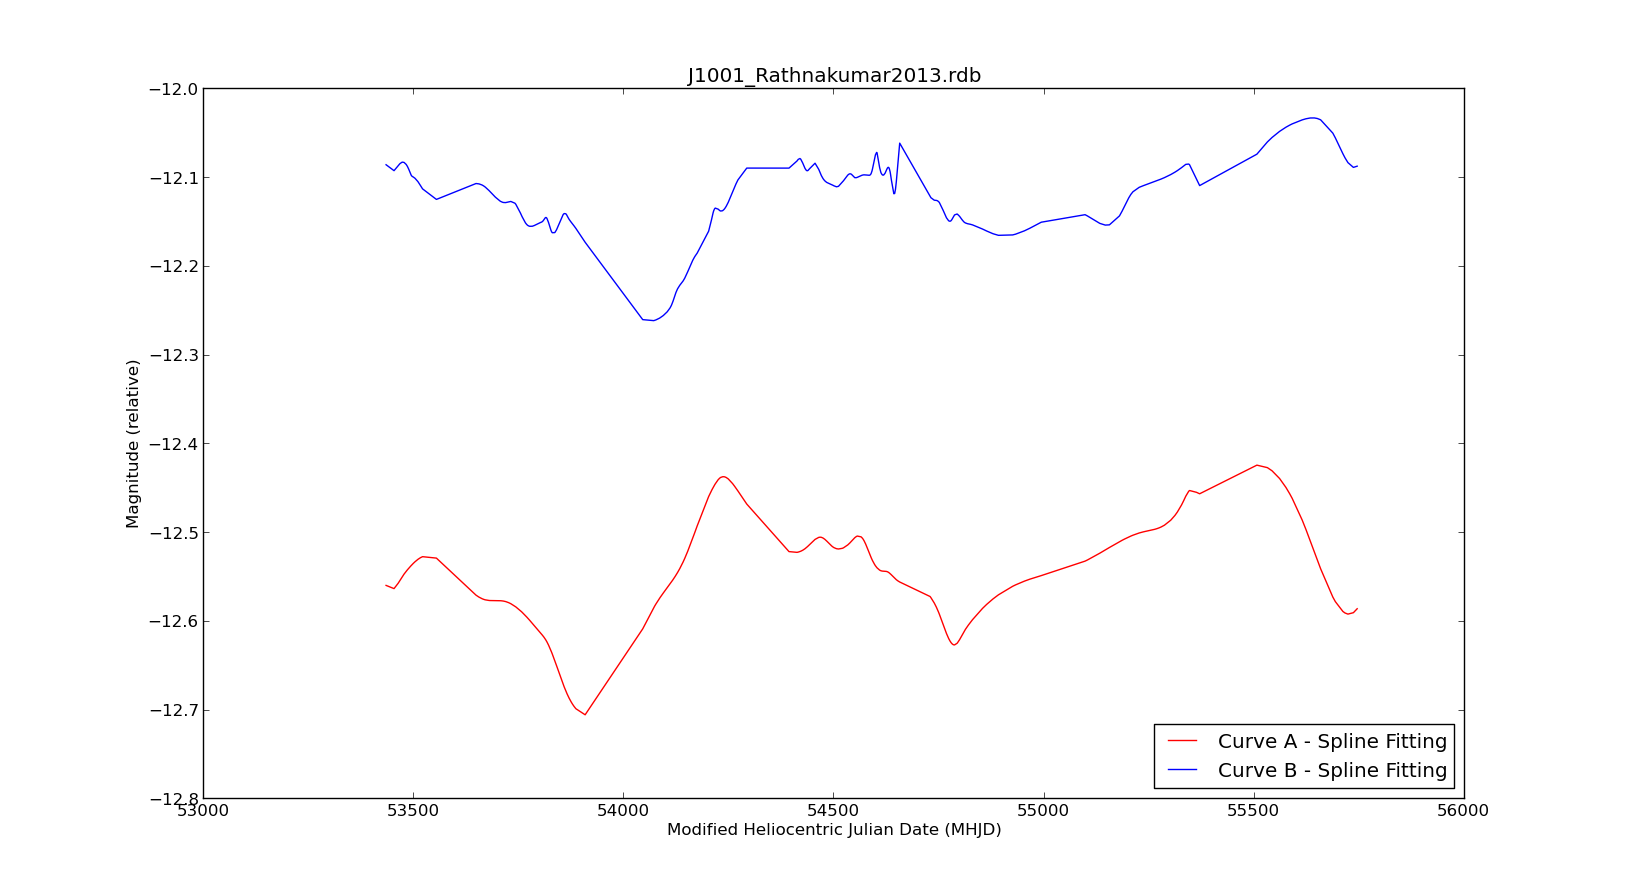 J1001_Rathnakumar2013.rdb
−12.0
−12.1
−12.2
−12.3
−12.4
−12.5
−12.6
−12.7
−12.8
Magnitude (relative)
Curve A - Spline Fitting
Curve B - Spline Fitting
53000 53500 54000 54500 55000 55500 56000
Modified Heliocentric Julian Date (MHJD)